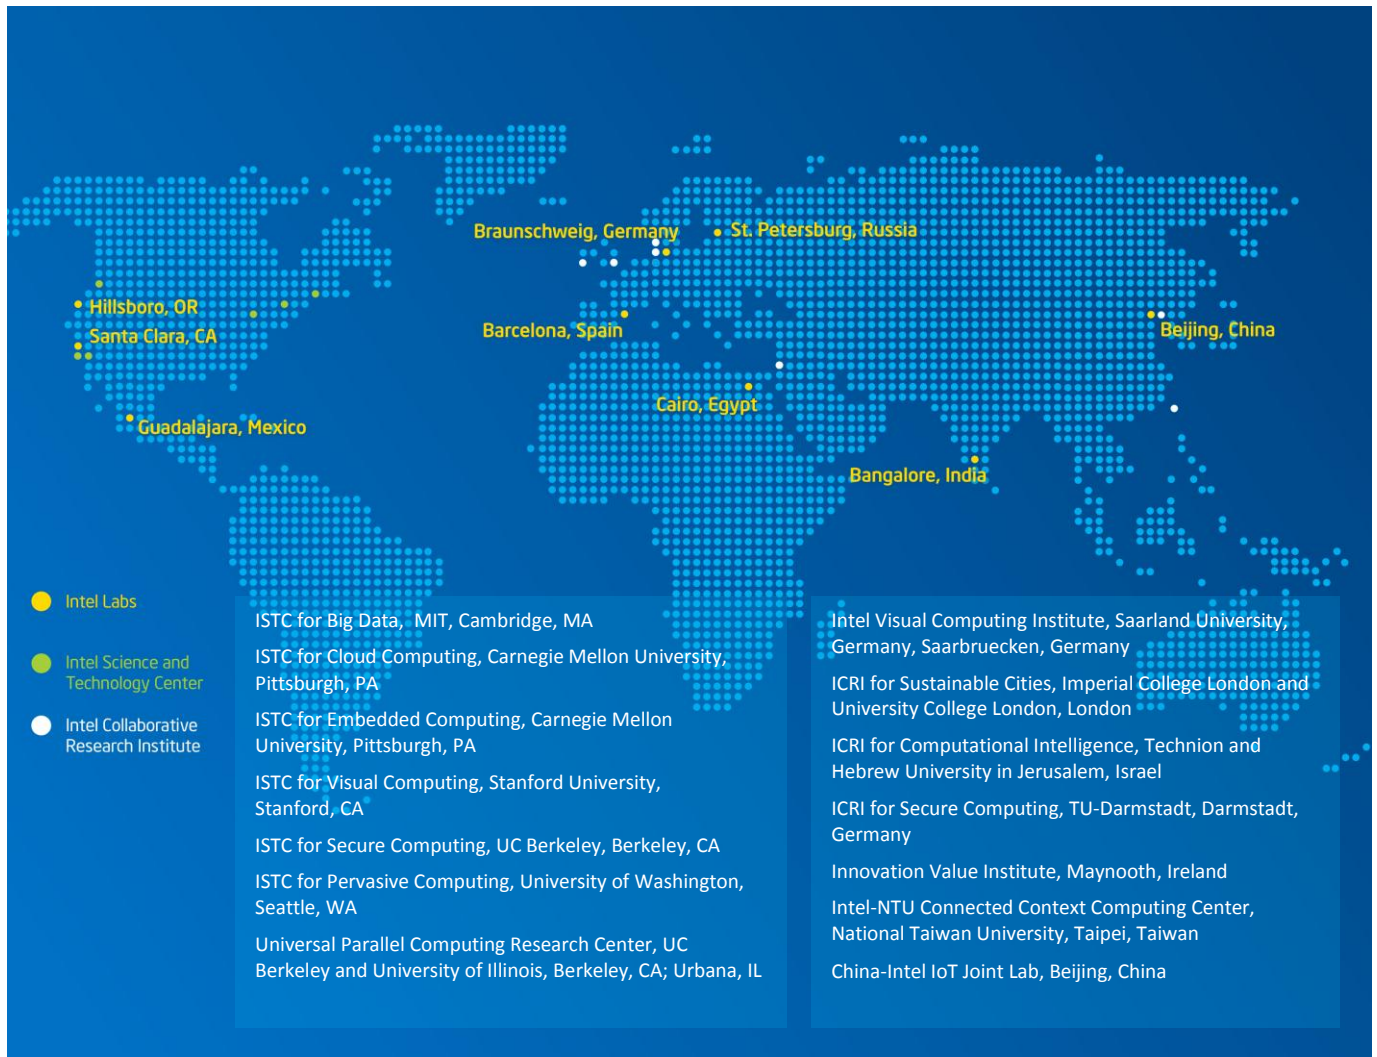 Braunschweig, Germany
St. Petersburg, Russia
Hillsboro, OR
Santa Clara, CA
Barcelona, Spain
Beijing, China
Cairo, Egypt
Guadalajara, Mexico
Bangalore, India
Intel Labs
Intel Science and
Technology Center
Intel Collaborative
Research Institute
ISTC for Big Data,  MIT, Cambridge, MA
ISTC for Cloud Computing, Carnegie Mellon University,
Pittsburgh, PA
ISTC for Embedded Computing, Carnegie Mellon
University, Pittsburgh, PA
ISTC for Visual Computing, Stanford University,
Stanford, CA
ISTC for Secure Computing, UC Berkeley, Berkeley, CA
ISTC for Pervasive Computing, University of Washington,
Seattle, WA
Universal Parallel Computing Research Center, UC
Berkeley and University of Illinois, Berkeley, CA; Urbana, IL
Intel Visual Computing Institute, Saarland University,
Germany, Saarbruecken, Germany
ICRI for Sustainable Cities, Imperial College London and
University College London, London
ICRI for Computational Intelligence, Technion and
Hebrew University in Jerusalem, Israel
ICRI for Secure Computing, TU-Darmstadt, Darmstadt,
Germany
Innovation Value Institute, Maynooth, Ireland
Intel-NTU Connected Context Computing Center,
National Taiwan University, Taipei, Taiwan
China-Intel IoT Joint Lab, Beijing, China